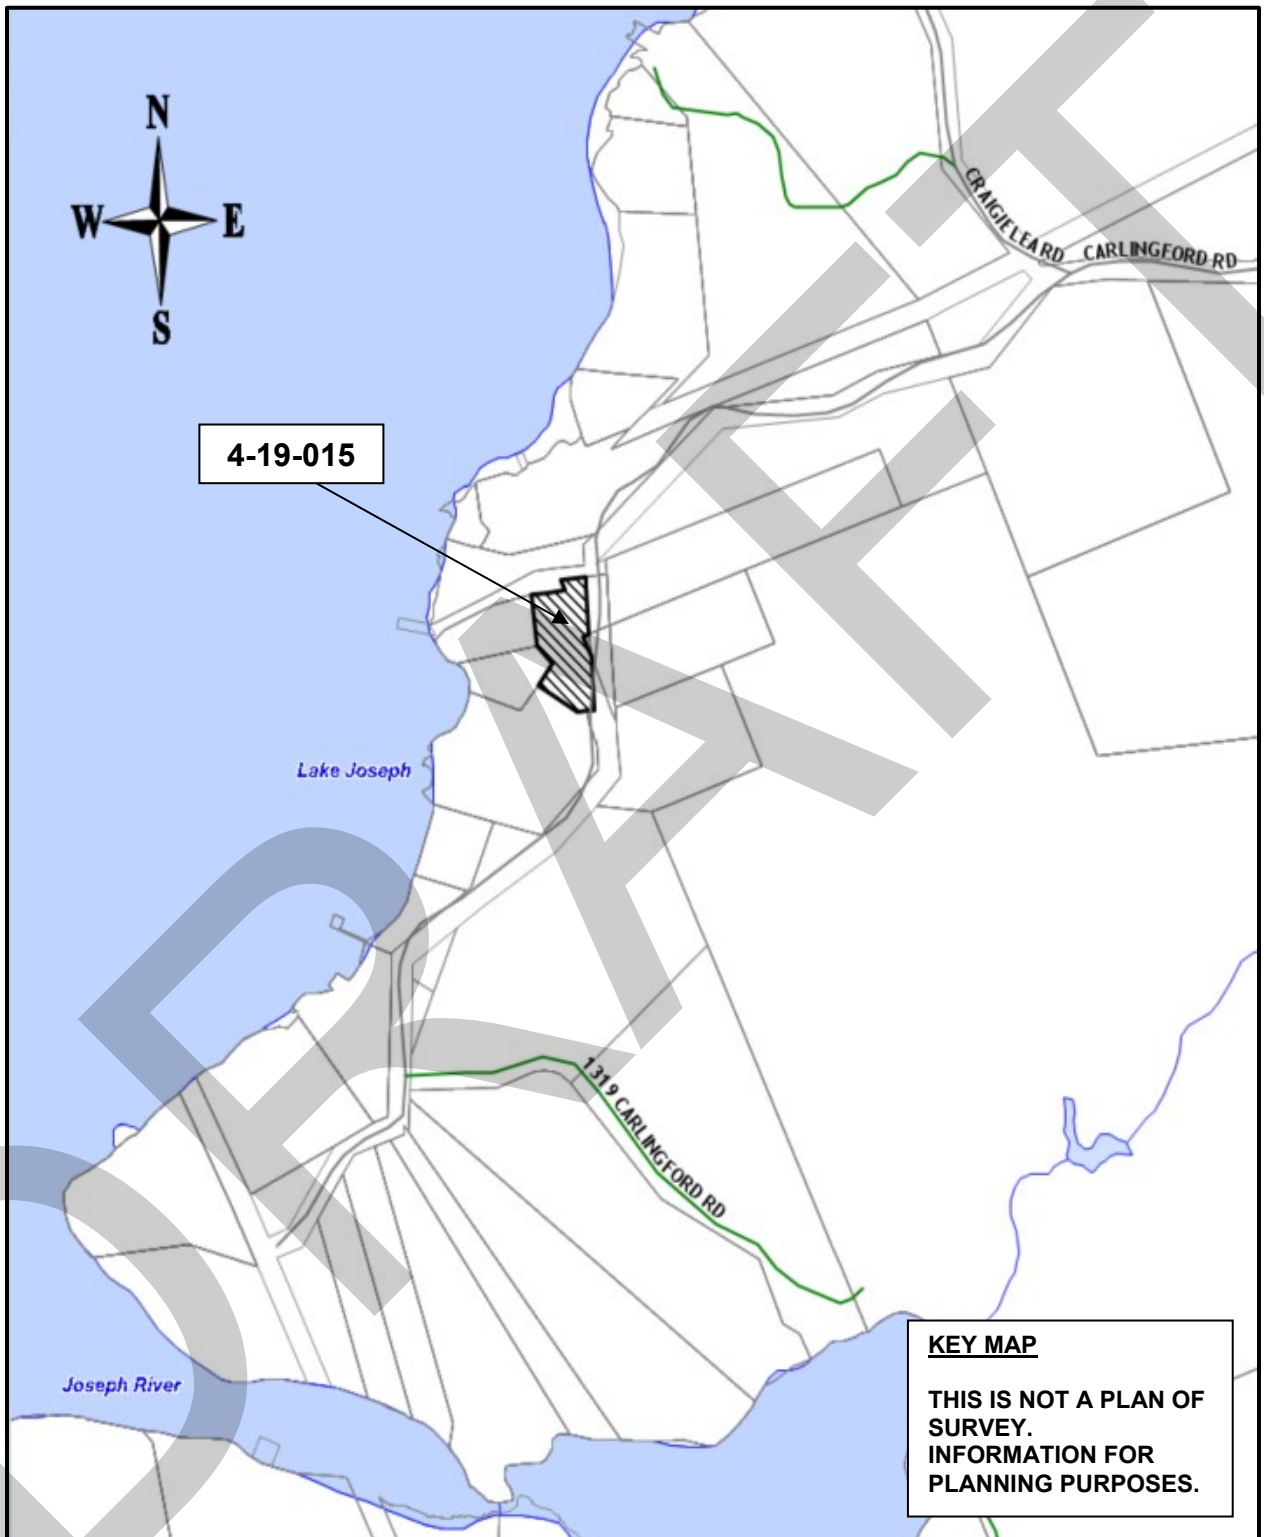 N
W E
S
CRAIGIELEA RD
CARLINGFORD RD
4-19-015
Lake Joseph
1319 CARLINGFORD RD
Joseph River
KEY MAP
THIS IS NOT A PLAN OF
SURVEY.
INFORMATION FOR
PLANNING PURPOSES.
DRAFT